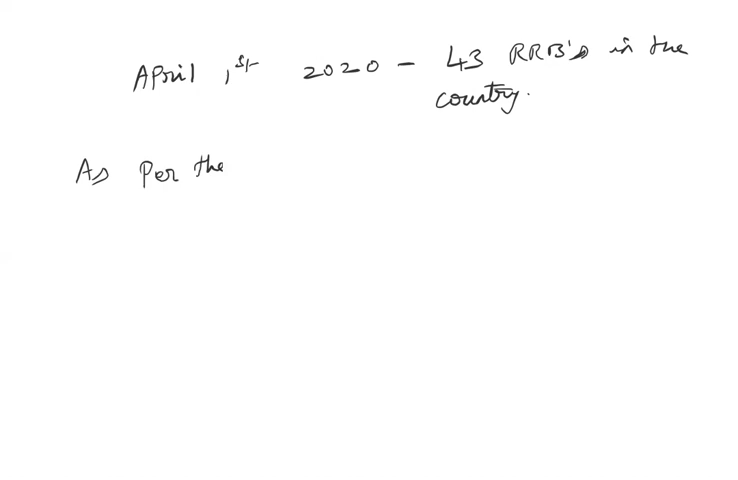 April 1st 2020 - 43 RRB's in the
country.
As Per the